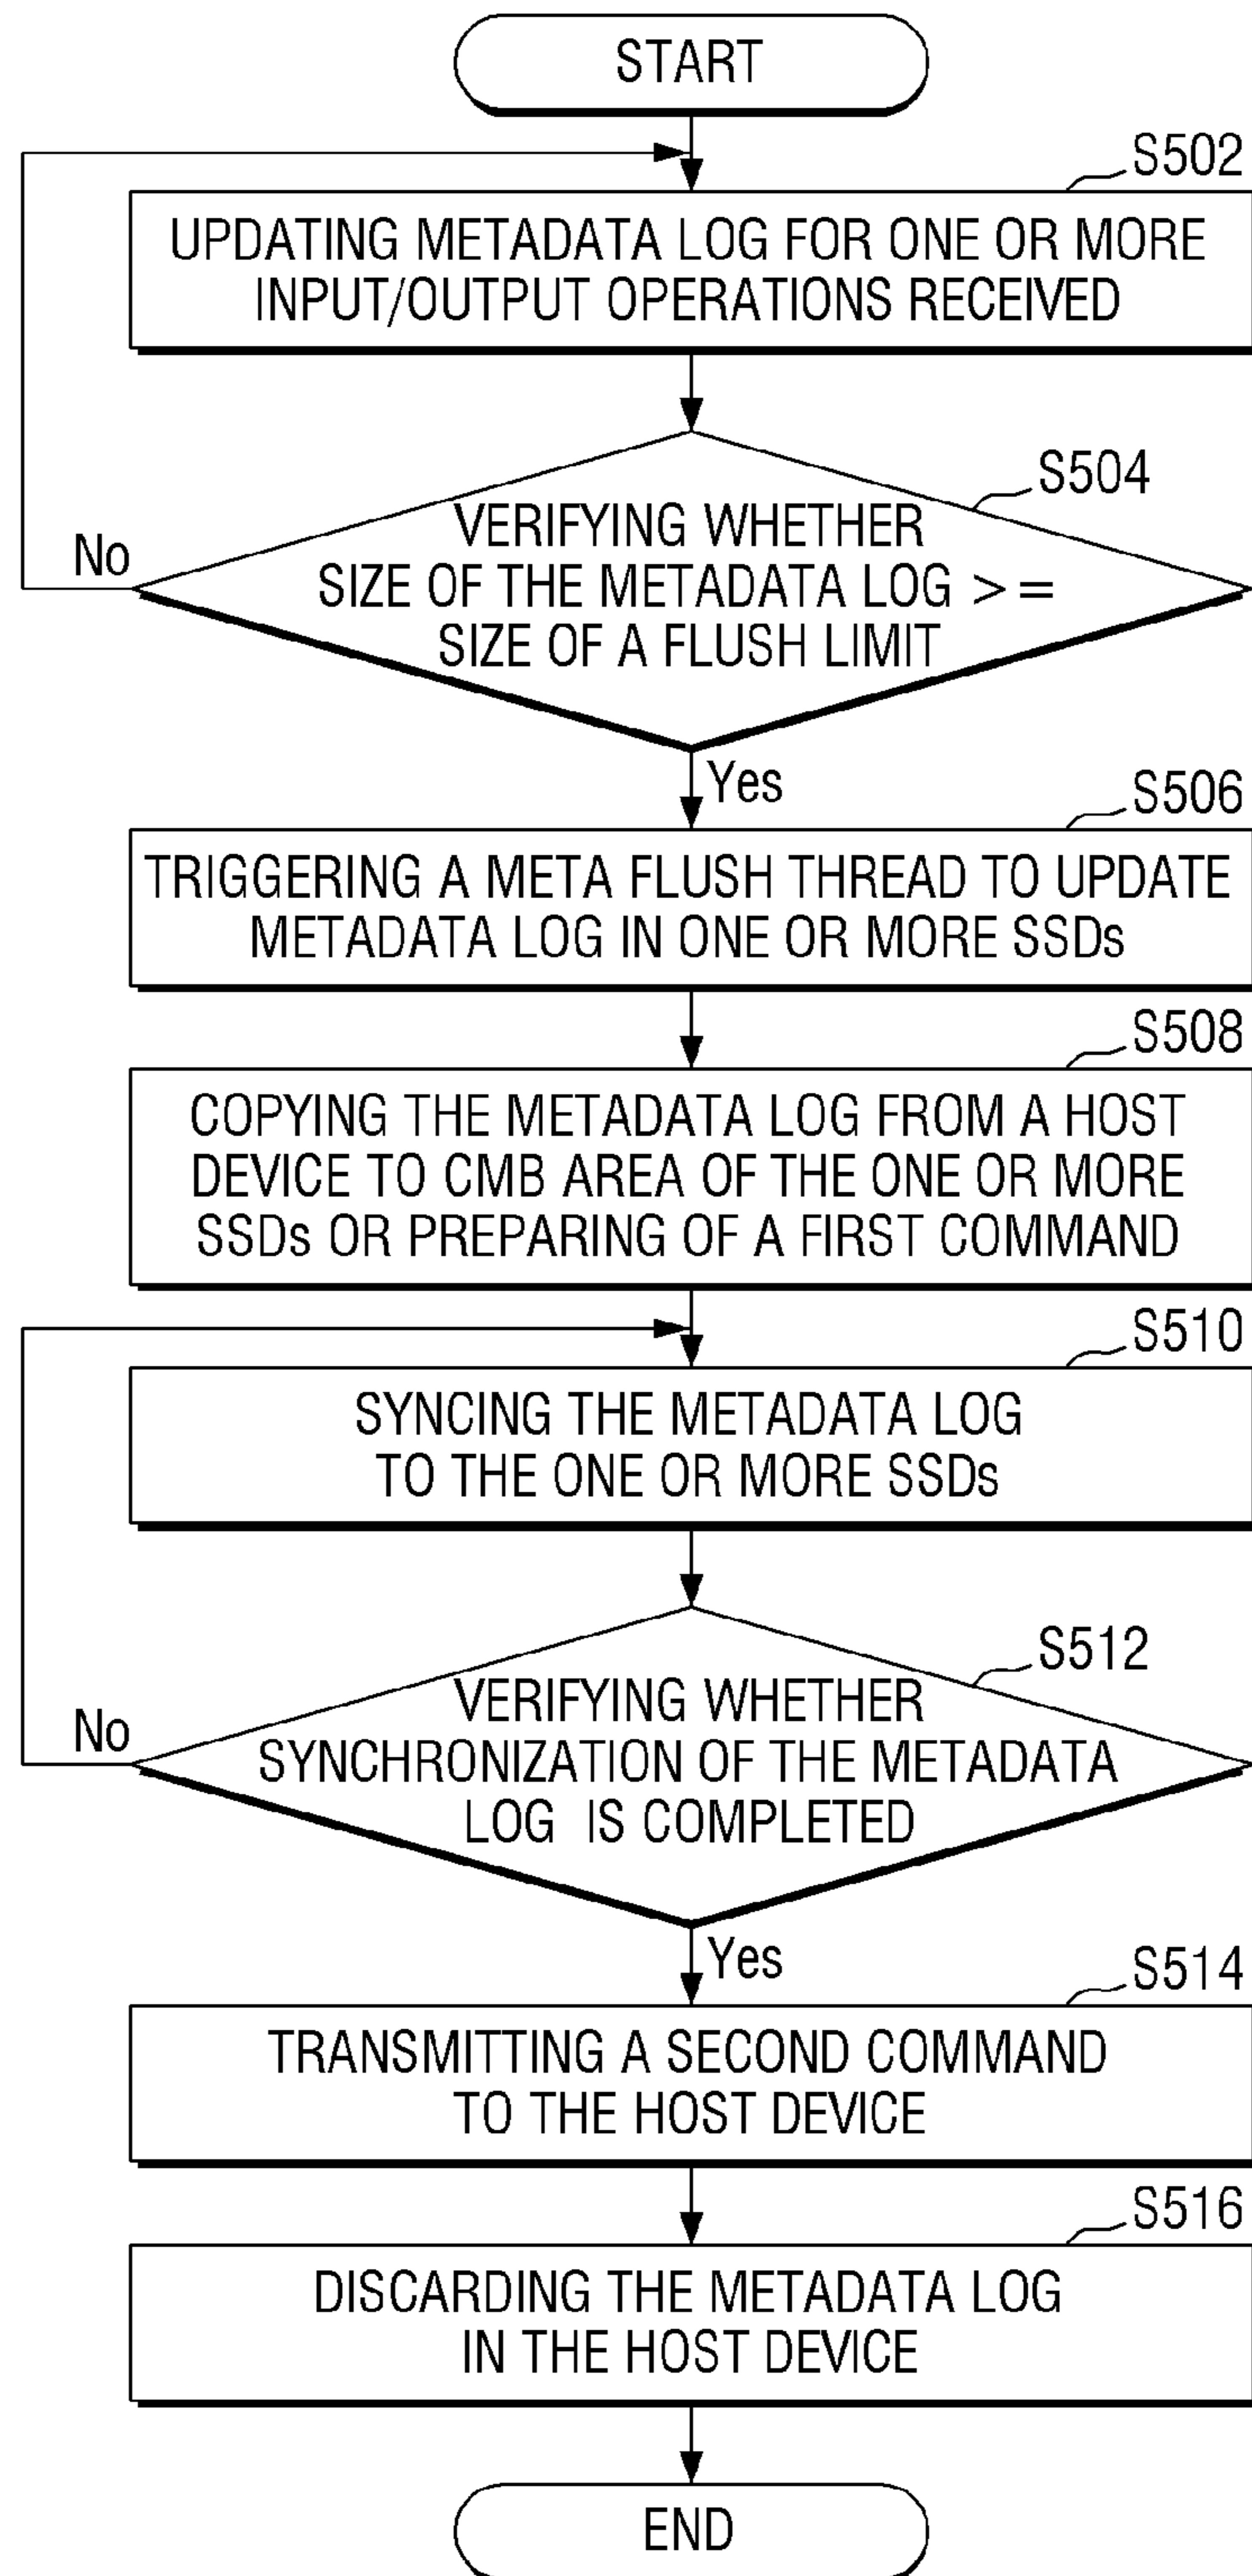 START
S502
UPDATING METADATA LOG FOR ONE OR MORE
INPUT/OUTPUT OPERATIONS RECEIVED
S504
VERIFYING WHETHER
No
SIZE OF THE METADATA LOG >=
SIZE OF A FLUSH LIMIT
Yes
S506
TRIGGERING A META FLUSH THREAD TO UPDATE
METADATA LOG IN ONE OR MORE SSDs
S508
COPYING THE METADATA LOG FROM A HOST
DEVICE TO CMB AREA OF THE ONE OR MORE
SSDs OR PREPARING OF A FIRST COMMAND
S510
SYNCING THE METADATA LOG
TO THE ONE OR MORE SSDs
S512
VERIFYING WHETHER
No
SYNCHRONIZATION OF THE METADATA
LOG IS COMPLETED
Yes
S514
TRANSMITTING A SECOND COMMAND
TO THE HOST DEVICE
S516
DISCARDING THE METADATA LOG
IN THE HOST DEVICE
END